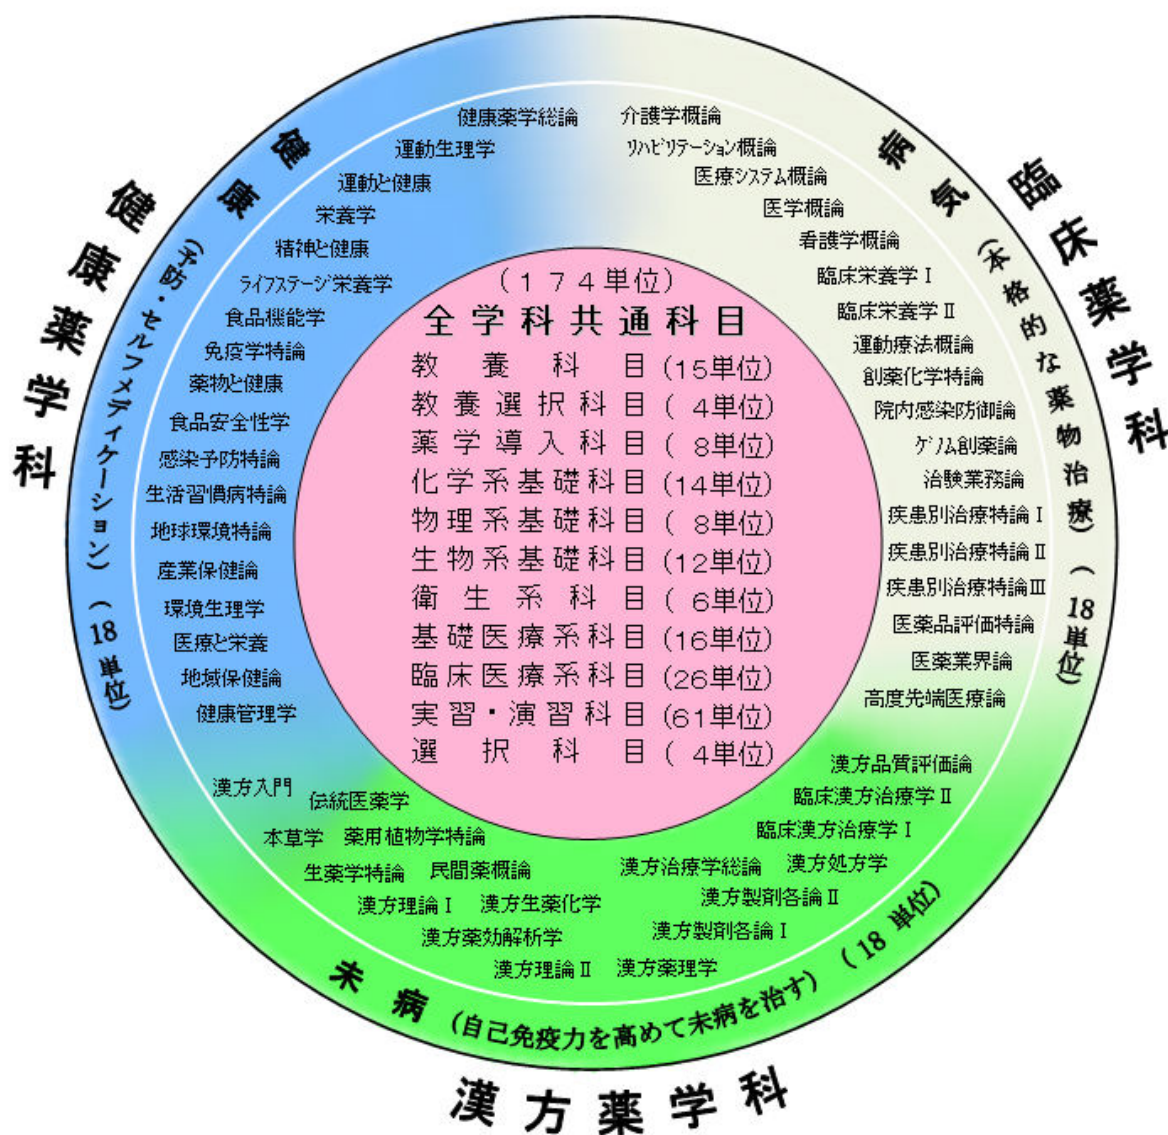 健康薬学科
健康
(予防・セルフメディケーション)(18単位)
健康薬学総論
運動生理学
運動と健康
栄養学
精神と健康
ライフステージ栄養学
食品機能学
免疫学特論
薬物と健康
食品安全性学
感染予防特論
生活習慣病特論
地球環境特論
産業保健論
環境生理学
医療と栄養
地域保健論
健康管理学
臨床薬学科
病気
(本格的な薬物治療)(18単位)
介護学概論
リハビリテーション概論
医療システム概論
医学概論
看護学概論
臨床栄養学Ⅰ
臨床栄養学Ⅱ
運動療法概論
創薬化学特論
院内感染防御論
ゲノム創薬論
治験業務論
疾患別治療特論Ⅰ
疾患別治療特論Ⅱ
疾患別治療特論Ⅲ
医薬品評価特論
医薬業界論
高度先端医療論
(174単位)
全学科共通科目
教養科目(15単位)
教養選択科目( 4単位)
薬学導入科目( 8単位)
化学系基礎科目(14単位)
物理系基礎科目( 8単位)
生物系基礎科目(12単位)
衛生系科目( 6単位)
基礎医療系科目(16単位)
臨床医療系科目(26単位)
実習・演習科目(61単位)
選択科目( 4単位)
漢方入門
伝統医薬学
本草学
薬用植物学特論
生薬学特論
民間薬概論
漢方理論Ⅰ
漢方生薬化学
漢方薬効解析学
漢方理論Ⅱ
漢方薬理学
漢方品質評価論
臨床漢方治療学Ⅱ
臨床漢方治療学Ⅰ
漢方治療学総論
漢方処方学
漢方製剤各論Ⅱ
漢方製剤各論Ⅰ
未病(自己免疫力を高めて未病を治す)(18単位)
漢方薬学科